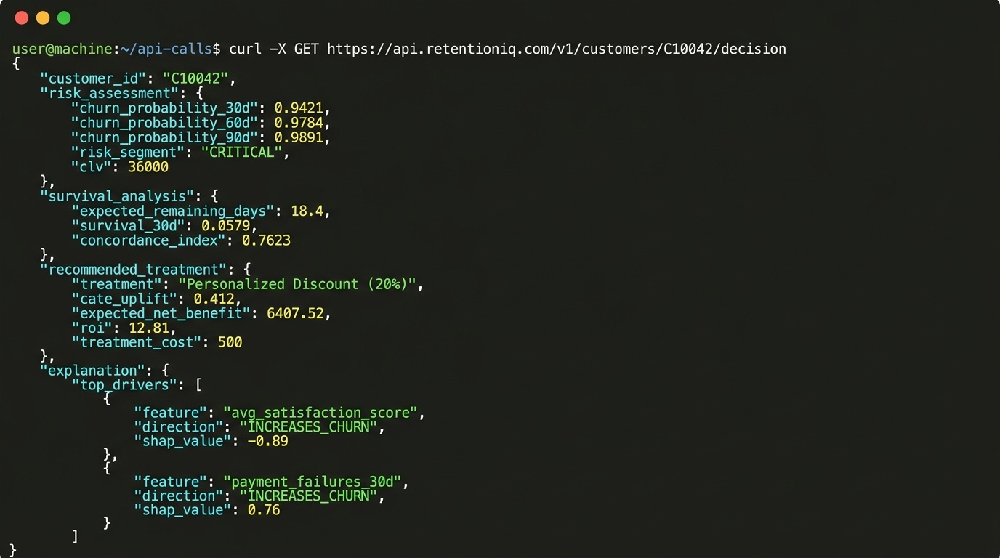 user@machine:~/api-calls$ curl -X GET https://api.retentioniq.com/v1/customers/C10042/decision
{
    "customer_id": "C10042",
    "risk_assessment": {
        "churn_probability_30d": 0.9421,
        "churn_probability_60d": 0.9784,
        "churn_probability_90d": 0.9891,
        "risk_segment": "CRITICAL",
        "clv": 36000
    },
    "survival_analysis": {
        "expected_remaining_days": 18.4,
        "survival_30d": 0.0579,
        "concordance_index": 0.7623
    },
    "recommended_treatment": {
        "treatment": "Personalized Discount (20%)",
        "cate_uplift": 0.412,
        "expected_net_benefit": 6407.52,
        "roi": 12.81,
        "treatment_cost": 500
    },
    "explanation": {
        "top_drivers": [
            {
                "feature": "avg_satisfaction_score",
                "direction": "INCREASES_CHURN",
                "shap_value": -0.89
            },
            {
                "feature": "payment_failures_30d",
                "direction": "INCREASES_CHURN",
                "shap_value": 0.76
            }
        ]
}